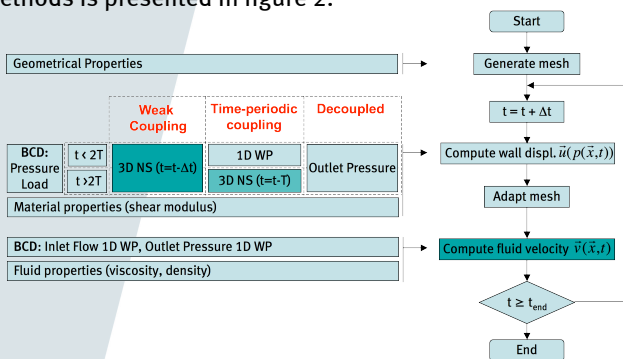 ethods is presented in figure 2.
Start
Geometrical Properties
Generate mesh
Weak Coupling
Time-periodic coupling
Decoupled
t = t + Δt
BCD: Pressure Load
t < 2T
t >2T
3D NS (t=t-Δt)
1D WP
3D NS (t=t-T)
Outlet Pressure
Compute wall displ. u⃗(p(x⃗,t))
Material properties (shear modulus)
Adapt mesh
BCD: Inlet Flow 1D WP, Outlet Pressure 1D WP
Compute fluid velocity v⃗(x⃗,t)
Fluid properties (viscosity, density)
t ≥ tend
End